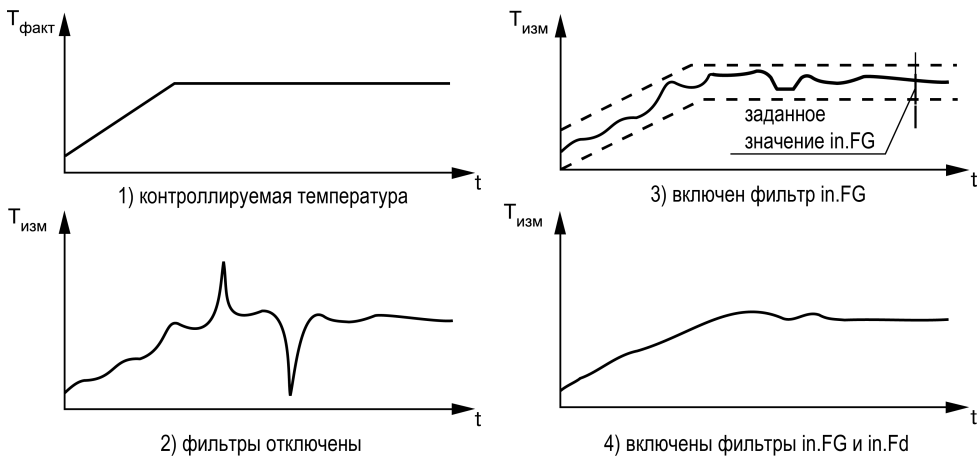 Tфакт
t
1) контроллируемая температура
Tизм
заданное
значение in.FG
t
3) включен фильтр in.FG
Tизм
t
2) фильтры отключены
Tизм
t
4) включены фильтры in.FG и in.Fd